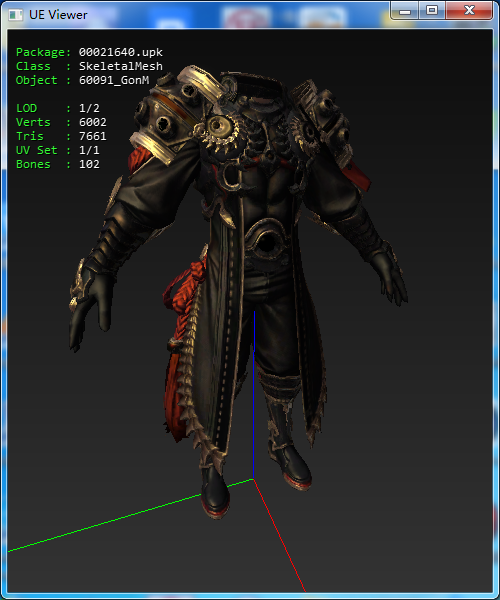 UE Viewer
Package: 00021640.upk
Class : SkeletalMesh
Object : 60091_GonM
LOD : 1/2
Verts : 6002
Tris : 7661
UV Set : 1/1
Bones : 102